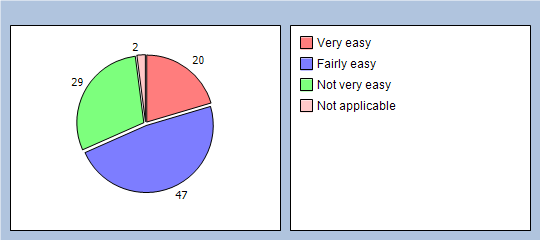 2
20
29
47
Very easy
Fairly easy
Not very easy
Not applicable